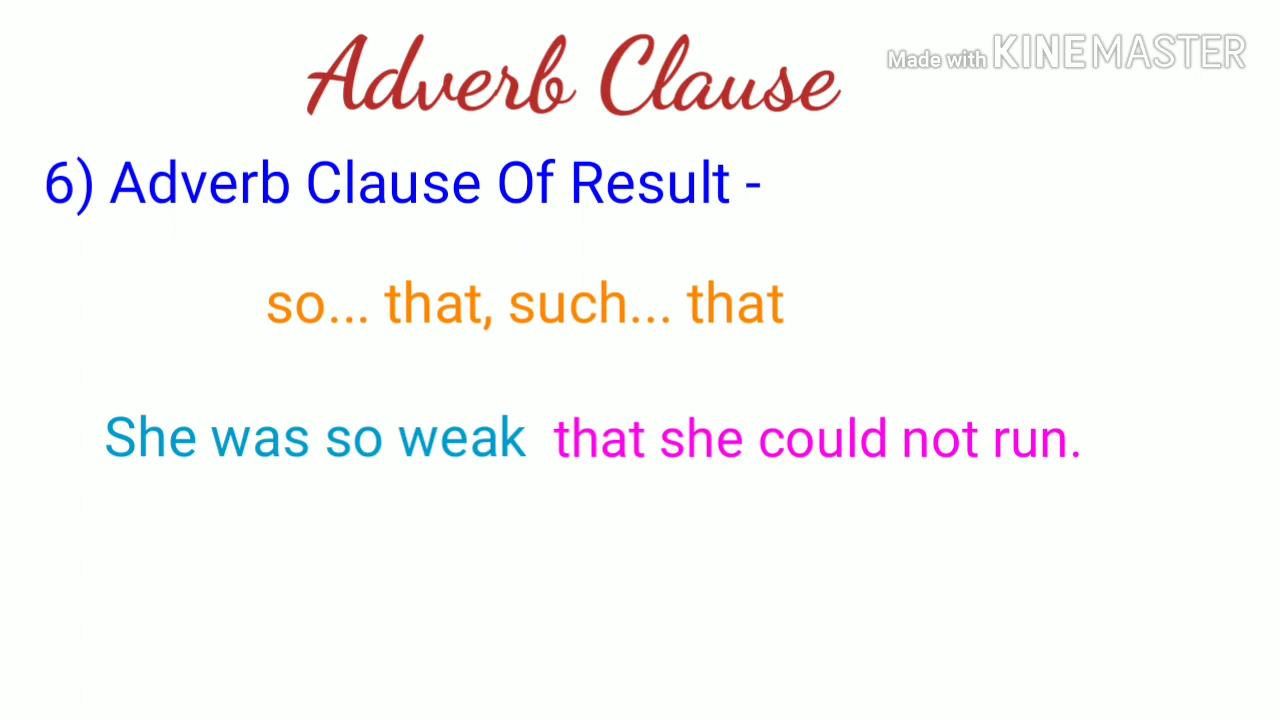 Adverb Clause
Made with KINEMASTER
6) Adverb Clause Of Result -
so... that, such... that
She was so weak that she could not run.